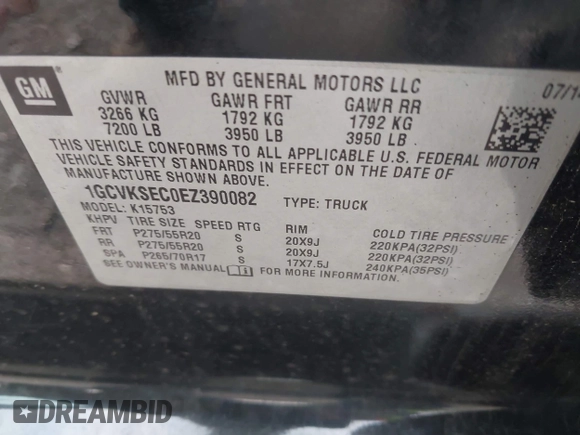 GM
MFD BY GENERAL MOTORS LLC
07/14
GVWR GAWR FRT GAWR RR
3266 KG 1792 KG 1792 KG
7200 LB 3950 LB 3950 LB
THIS VEHICLE CONFORMS TO ALL APPLICABLE U.S. FEDERAL MOTOR
VEHICLE SAFETY STANDARDS IN EFFECT ON THE DATE OF
MANUFACTURE SHOWN ABOVE.
1GCVKSEC0EZ390082 TYPE: TRUCK
MODEL: K15753
KHPV TIRE SIZE SPEED RTG RIM COLD TIRE PRESSURE
FRT P275/55R20 S 20X9J 220KPA(32PSI)
RR P275/55R20 S 20X9J 220KPA(32PSI)
SPA P265/70R17 S 17X7.5J 240KPA(35PSI)
SEE OWNER'S MANUAL FOR MORE INFORMATION.
DREAMBID